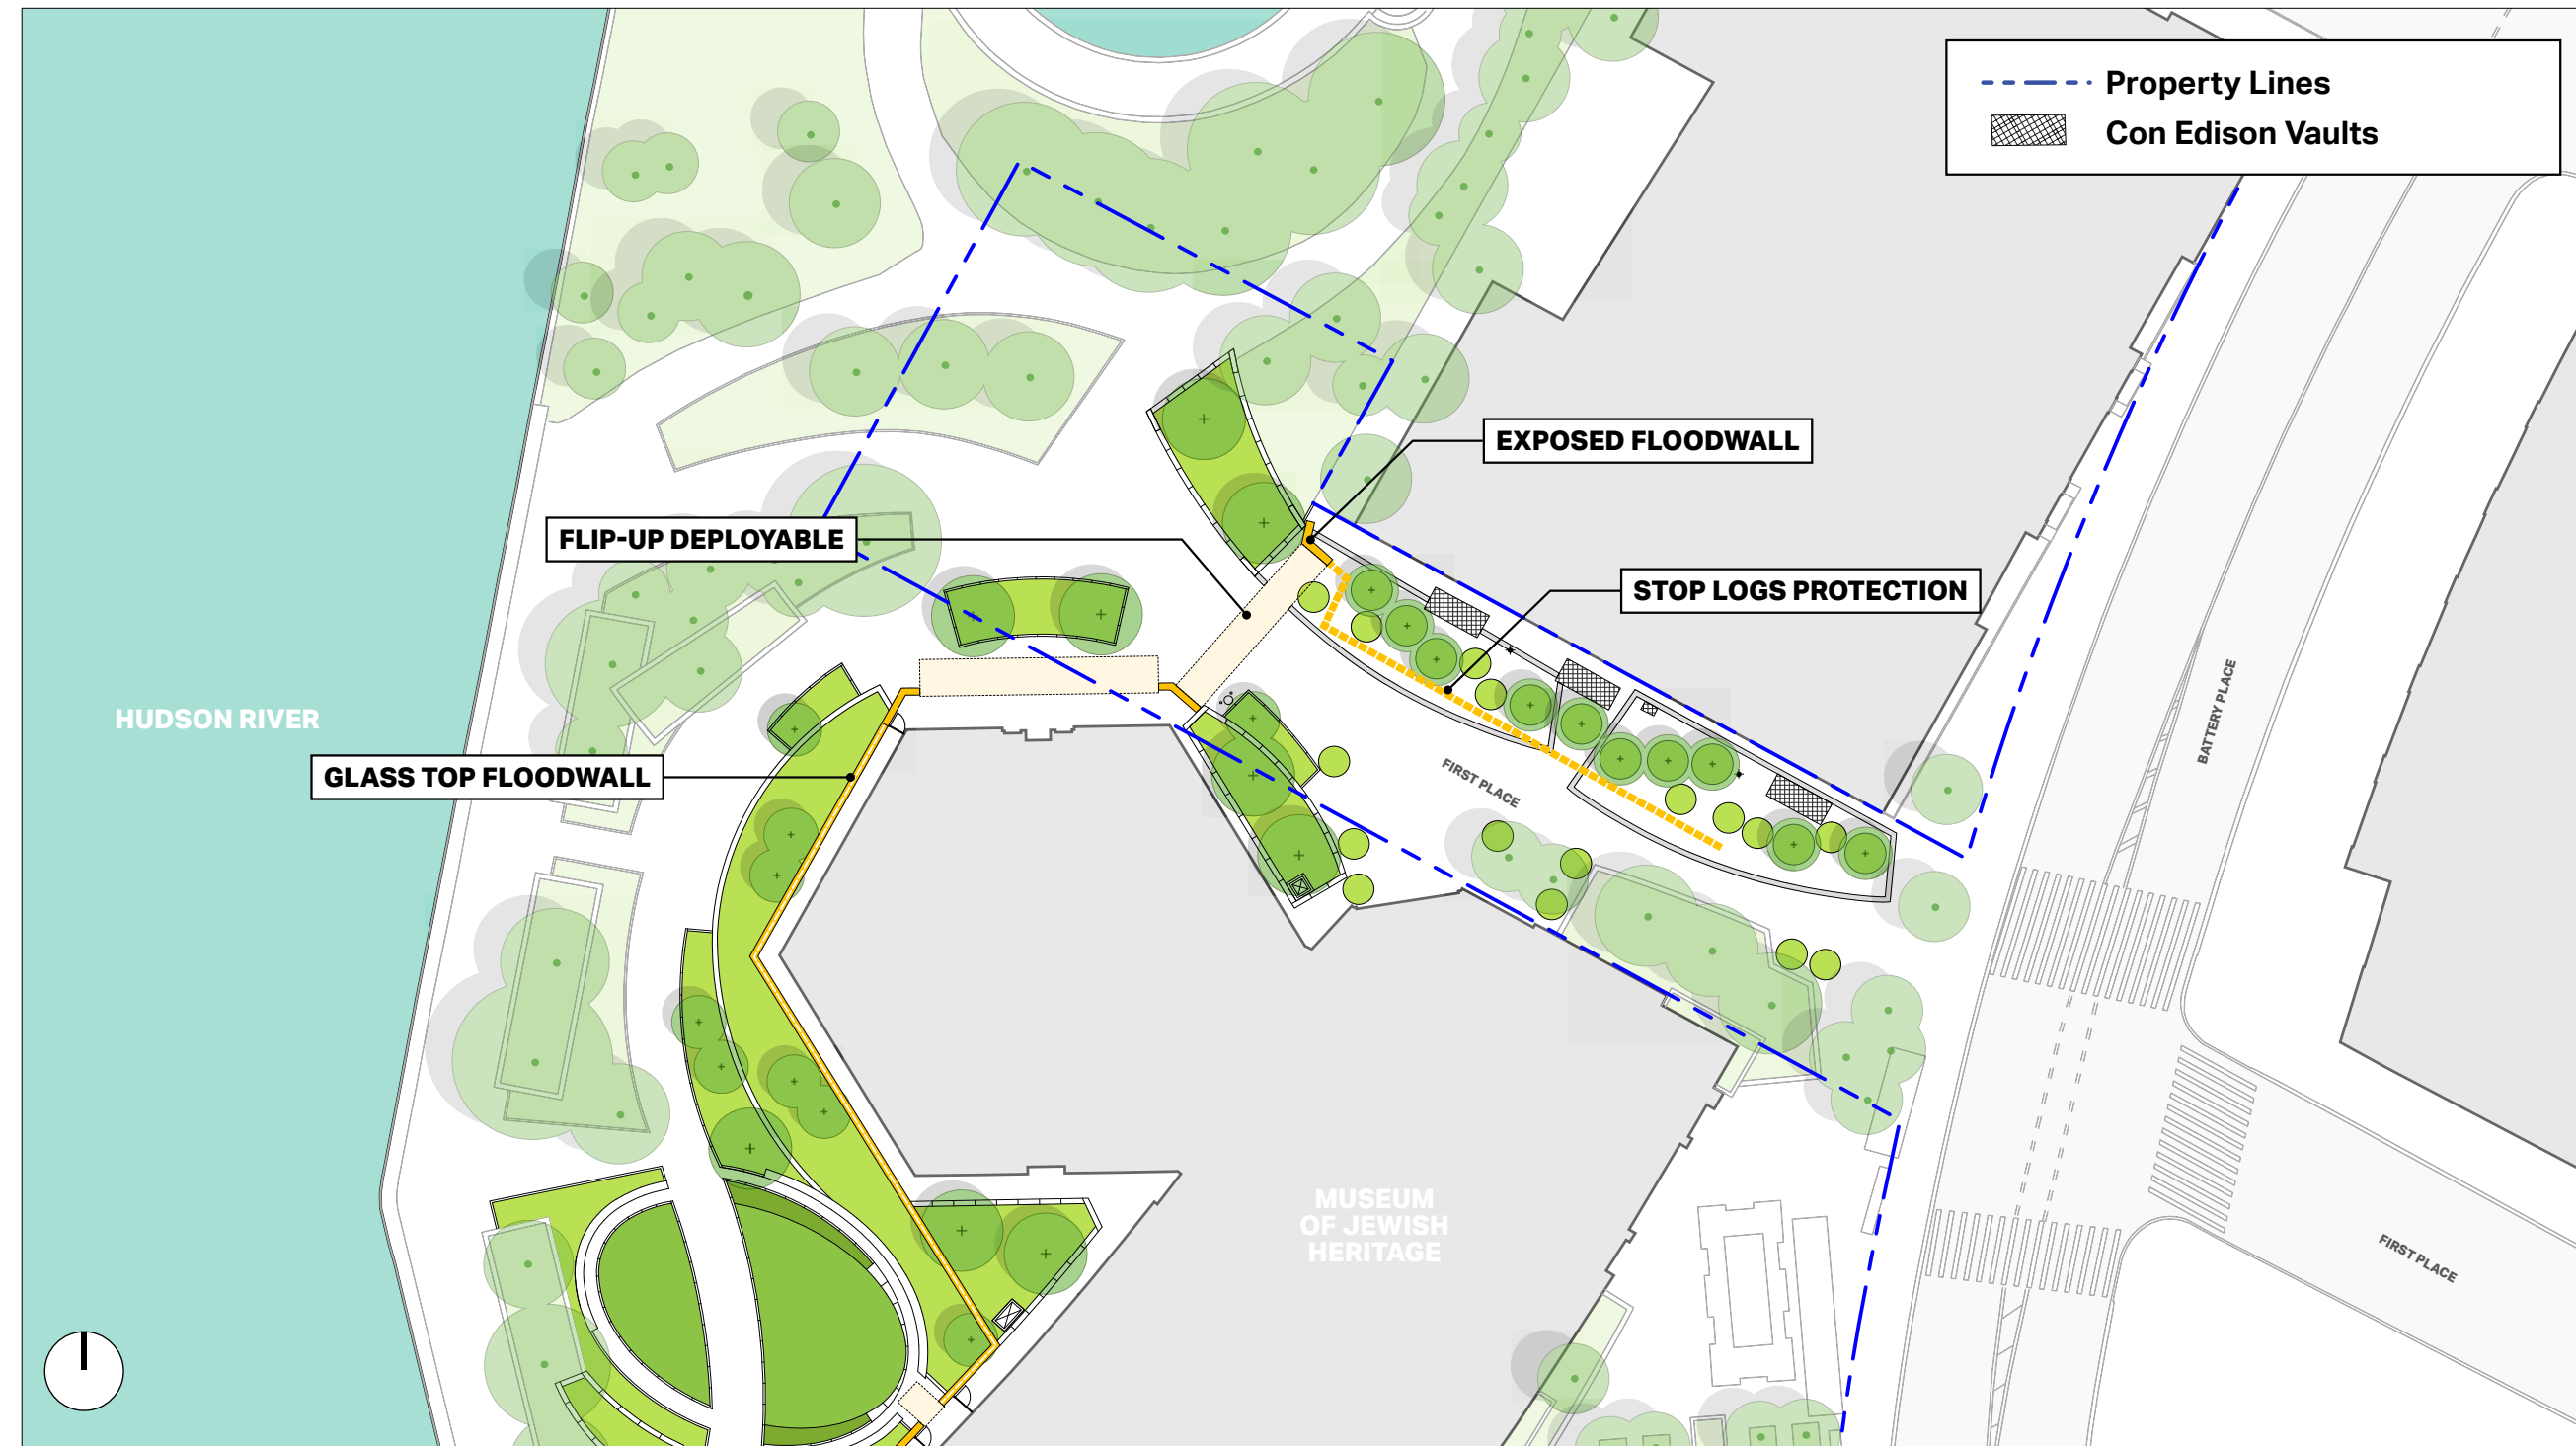 Property Lines
Con Edison Vaults
EXPOSED FLOODWALL
FLIP-UP DEPLOYABLE
STOP LOGS PROTECTION
HUDSON RIVER
GLASS TOP FLOODWALL
FIRST PLACE
BATTERY PLACE
MUSEUM
OF JEWISH
HERITAGE
FIRST PLACE